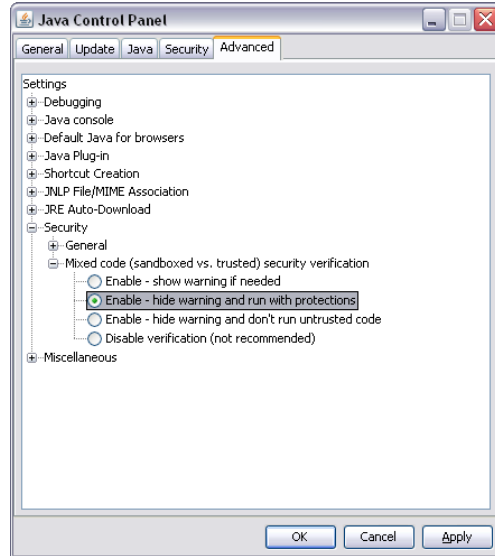 Java Control Panel
General Update Java Security Advanced
Settings
Debugging
Java console
Default Java for browsers
Java Plug-in
Shortcut Creation
JNLP File/MIME Association
JRE Auto-Download
Security
General
Mixed code (sandboxed vs. trusted) security verification
Enable - show warning if needed
Enable - hide warning and run with protections
Enable - hide warning and don't run untrusted code
Disable verification (not recommended)
Miscellaneous
OK Cancel Apply